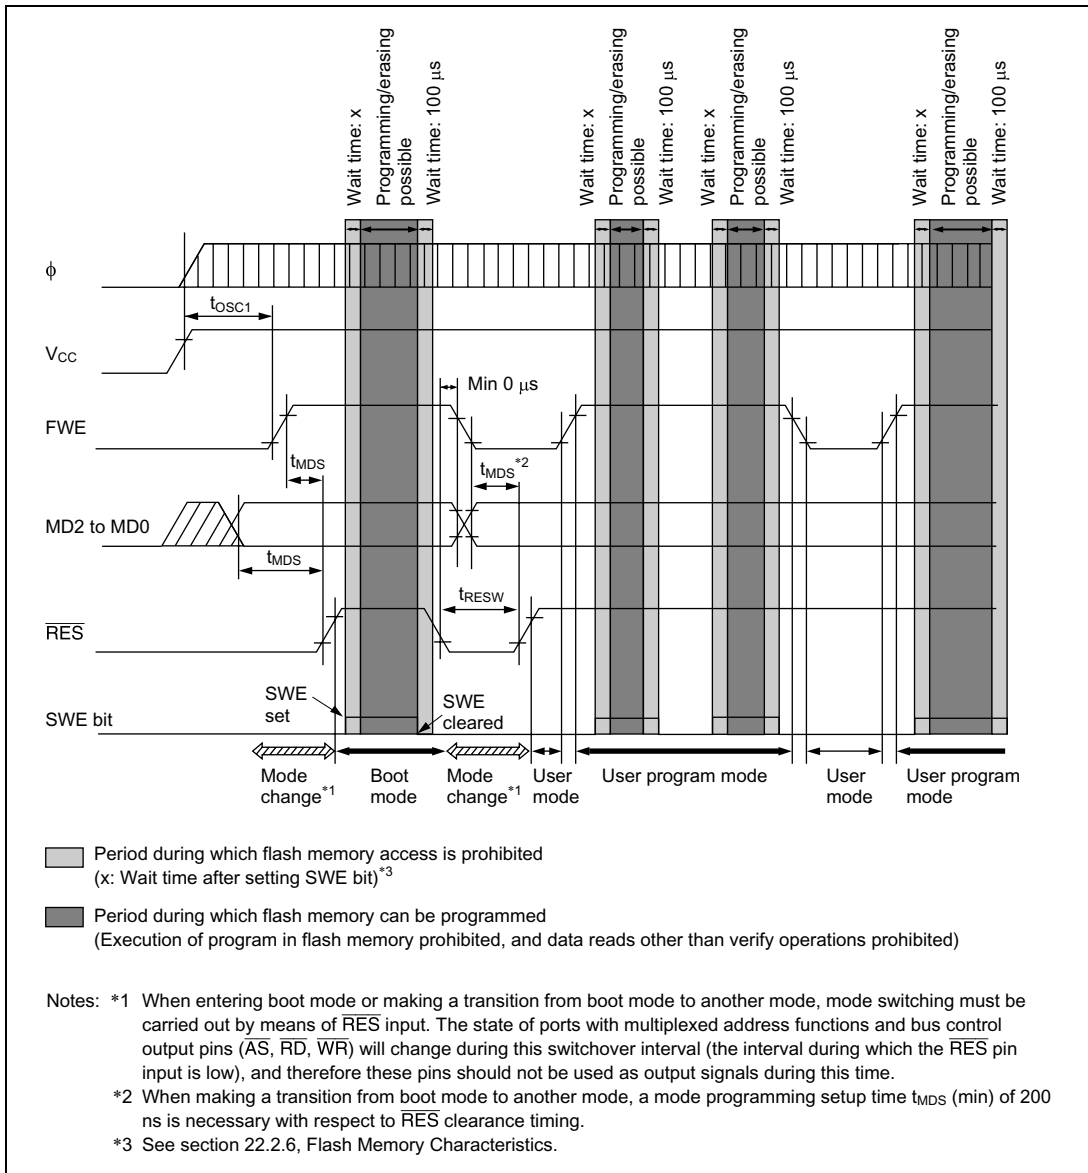 Wait time: x
Programming/erasing
possible
Wait time: 100 μs
Wait time: x
Programming/erasing
possible
Wait time: 100 μs
Wait time: x
Programming/erasing
possible
Wait time: 100 μs
Wait time: x
Programming/erasing
possible
Wait time: 100 μs
ϕ
tOSC1
VCC
Min 0 μs
FWE
tMDS
tMDS*2
MD2 to MD0
tMDS
tRESW
RES
SWE
set
SWE
cleared
SWE bit
Mode
change*1
Boot
mode
Mode
change*1
User
mode
User program mode
User
mode
User program
mode
Period during which flash memory access is prohibited
(x: Wait time after setting SWE bit)*3
Period during which flash memory can be programmed
(Execution of program in flash memory prohibited, and data reads other than verify operations prohibited)
Notes: *1 When entering boot mode or making a transition from boot mode to another mode, mode switching must be
carried out by means of RES input. The state of ports with multiplexed address functions and bus control
output pins (AS, RD, WR) will change during this switchover interval (the interval during which the RES pin
input is low), and therefore these pins should not be used as output signals during this time.
*2 When making a transition from boot mode to another mode, a mode programming setup time tMDS (min) of 200
ns is necessary with respect to RES clearance timing.
*3 See section 22.2.6, Flash Memory Characteristics.